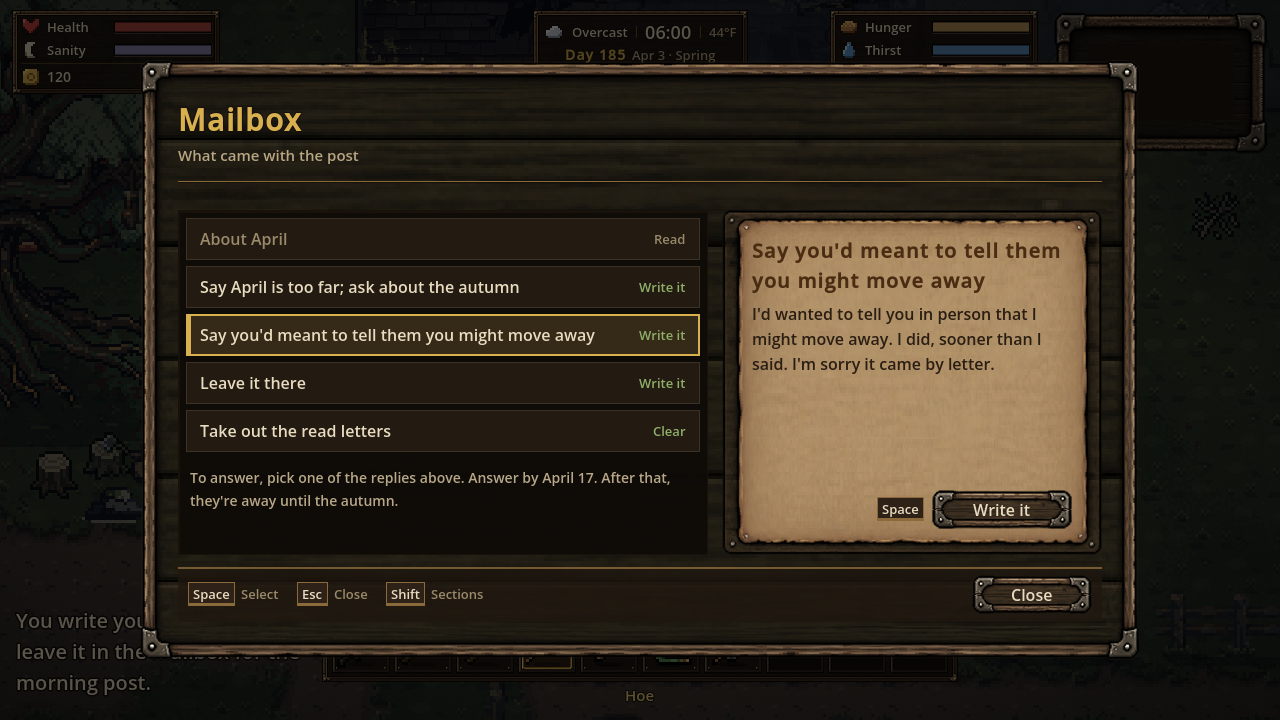 Health
Sanity
120
Overcast 06:00 44°F
Day 185 Apr 3 · Spring
Hunger
Thirst
Mailbox
What came with the post
About April Read
Say April is too far; ask about the autumn Write it
Say you'd meant to tell them you might move away Write it
Leave it there Write it
Take out the read letters Clear
To answer, pick one of the replies above. Answer by April 17. After that,
they're away until the autumn.
Say you'd meant to tell them
you might move away
I'd wanted to tell you in person that I
might move away. I did, sooner than I
said. I'm sorry it came by letter.
Space Write it
Space Select Esc Close Shift Sections
Close
You write you
leave it in the mailbox for the
morning post.
Hoe